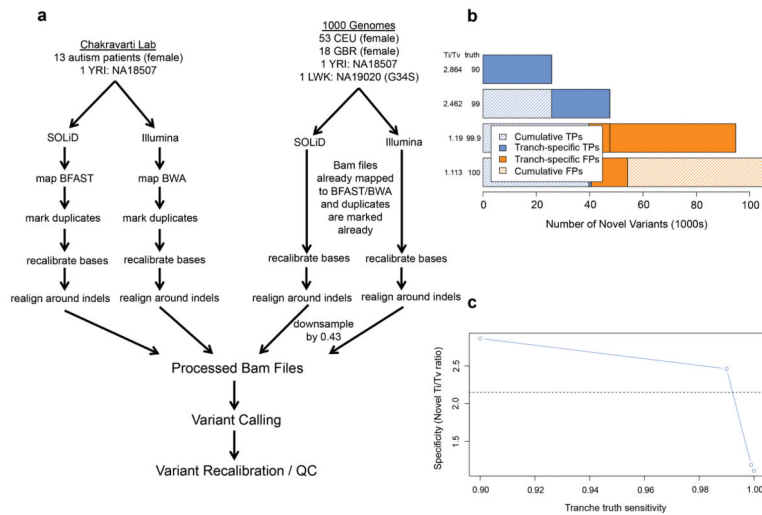 a
Chakravarti Lab
13 autism patients (female)
1 YRI: NA18507
SOLiD
Illumina
map BFAST
map BWA
mark duplicates
mark duplicates
recalibrate bases
recalibrate bases
realign around indels
realign around indels
1000 Genomes
53 CEU (female)
18 GBR (female)
1 YRI: NA18507
1 LWK: NA19020 (G34S)
SOLiD
Illumina
Bam files
already mapped
to BFAST/BWA
and duplicates
are marked
already
recalibrate bases
recalibrate bases
realign around indels
realign around indels
downsample
by 0.43
Processed Bam Files
Variant Calling
Variant Recalibration / QC
b
Ti/Tv truth
2.864 90
2.462 99
1.19 99.9
1.113 100
Cumulative TPs
Tranch-specific TPs
Tranch-specific FPs
Cumulative FPs
0 20 40 60 80 100
Number of Novel Variants (1000s)
c
Specificity (Novel Ti/Tv ratio)
2.5
2.0
1.5
0.90 0.92 0.94 0.96 0.98 1.00
Tranche truth sensitivity